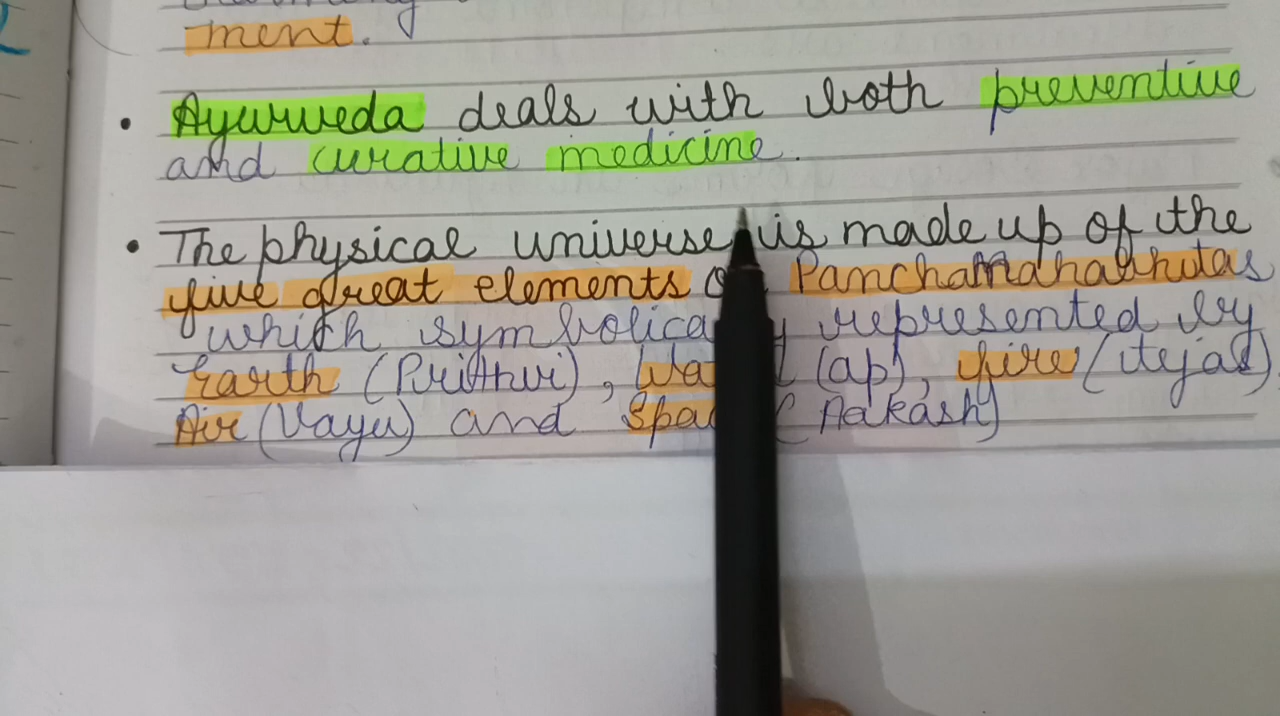 ment.
• Ayurveda deals with both preventive
and curative medicine.
• The physical universe is made up of the
five great elements PanchaMahabhutas
which represented by
Earth (Prithvi), (ap), fire (tejas)
Air (Vayu) and (Aakash)